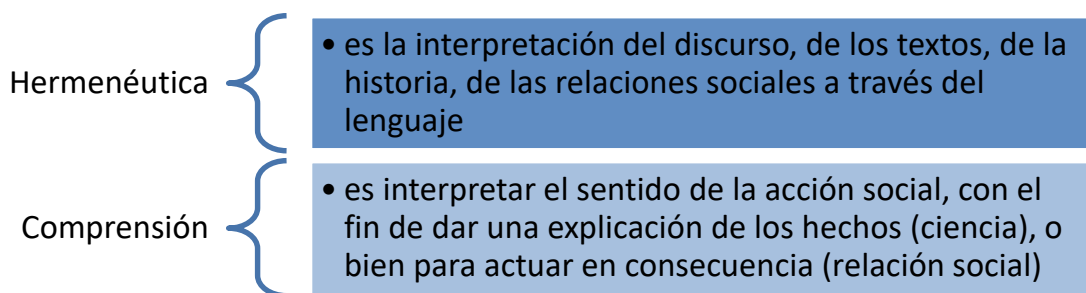 Hermenéutica
• es la interpretación del discurso, de los textos, de la
historia, de las relaciones sociales a través del
lenguaje
Comprensión
• es interpretar el sentido de la acción social, con el
fin de dar una explicación de los hechos (ciencia), o
bien para actuar en consecuencia (relación social)